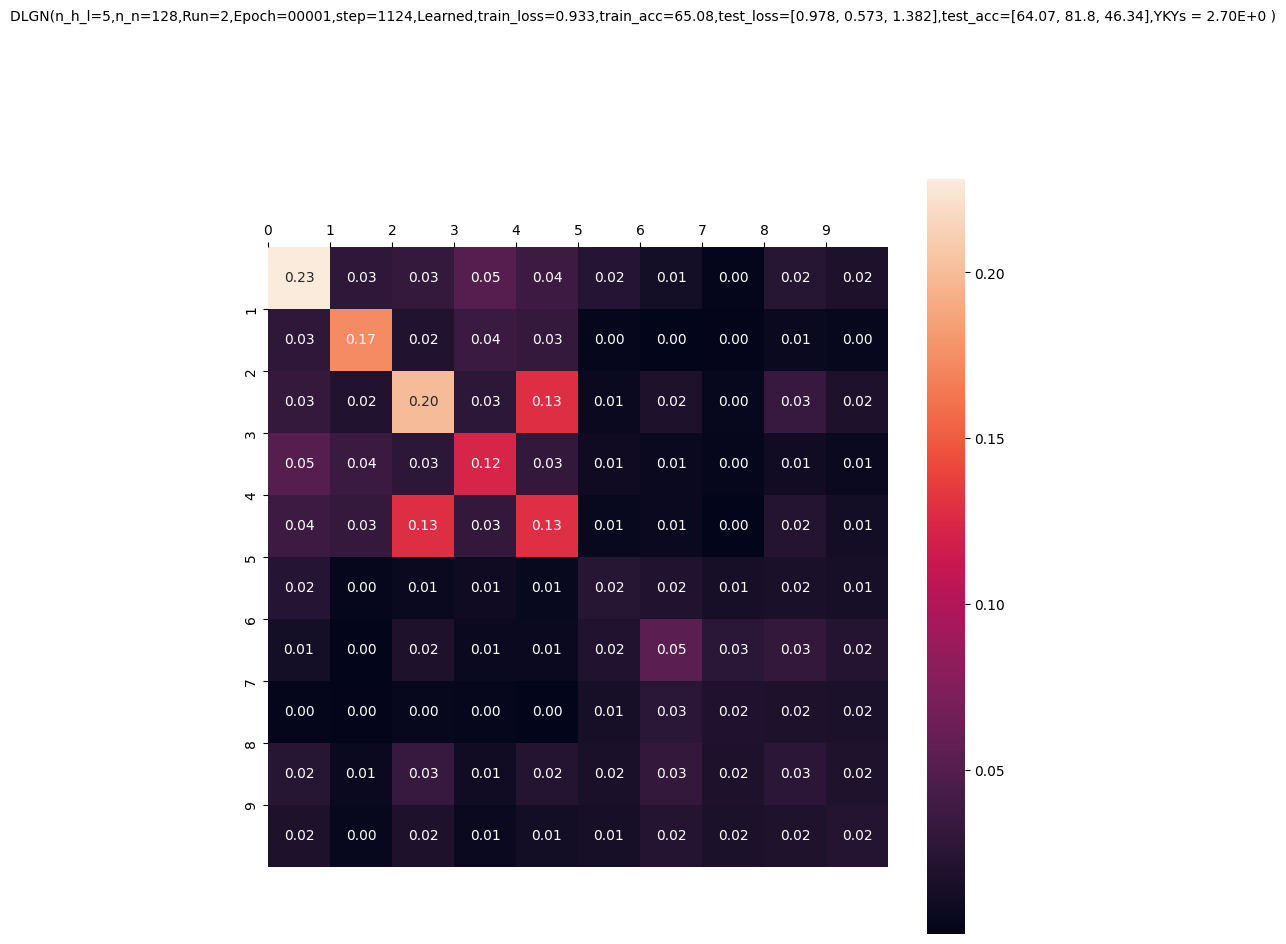 DLGN(n_h_l=5,n_n=128,Run=2,Epoch=00001,step=1124,Learned,train_loss=0.933,train_acc=65.08,test_loss=[0.978, 0.573, 1.382],test_acc=[64.07, 81.8, 46.34],YKYs = 2.70E+0 )
0 1 2 3 4 5 6 7 8 9
0.23 0.03 0.03 0.05 0.04 0.02 0.01 0.00 0.02 0.02
1
0.03 0.17 0.02 0.04 0.03 0.00 0.00 0.00 0.01 0.00
2
0.03 0.02 0.20 0.03 0.13 0.01 0.02 0.00 0.03 0.02
3
0.05 0.04 0.03 0.12 0.03 0.01 0.01 0.00 0.01 0.01
4
0.04 0.03 0.13 0.03 0.13 0.01 0.01 0.00 0.02 0.01
5
0.02 0.00 0.01 0.01 0.01 0.02 0.02 0.01 0.02 0.01
6
0.01 0.00 0.02 0.01 0.01 0.02 0.05 0.03 0.03 0.02
7
0.00 0.00 0.00 0.00 0.00 0.01 0.03 0.02 0.02 0.02
8
0.02 0.01 0.03 0.01 0.02 0.02 0.03 0.02 0.03 0.02
9
0.02 0.00 0.02 0.01 0.01 0.01 0.02 0.02 0.02 0.02
0.20
0.15
0.10
0.05